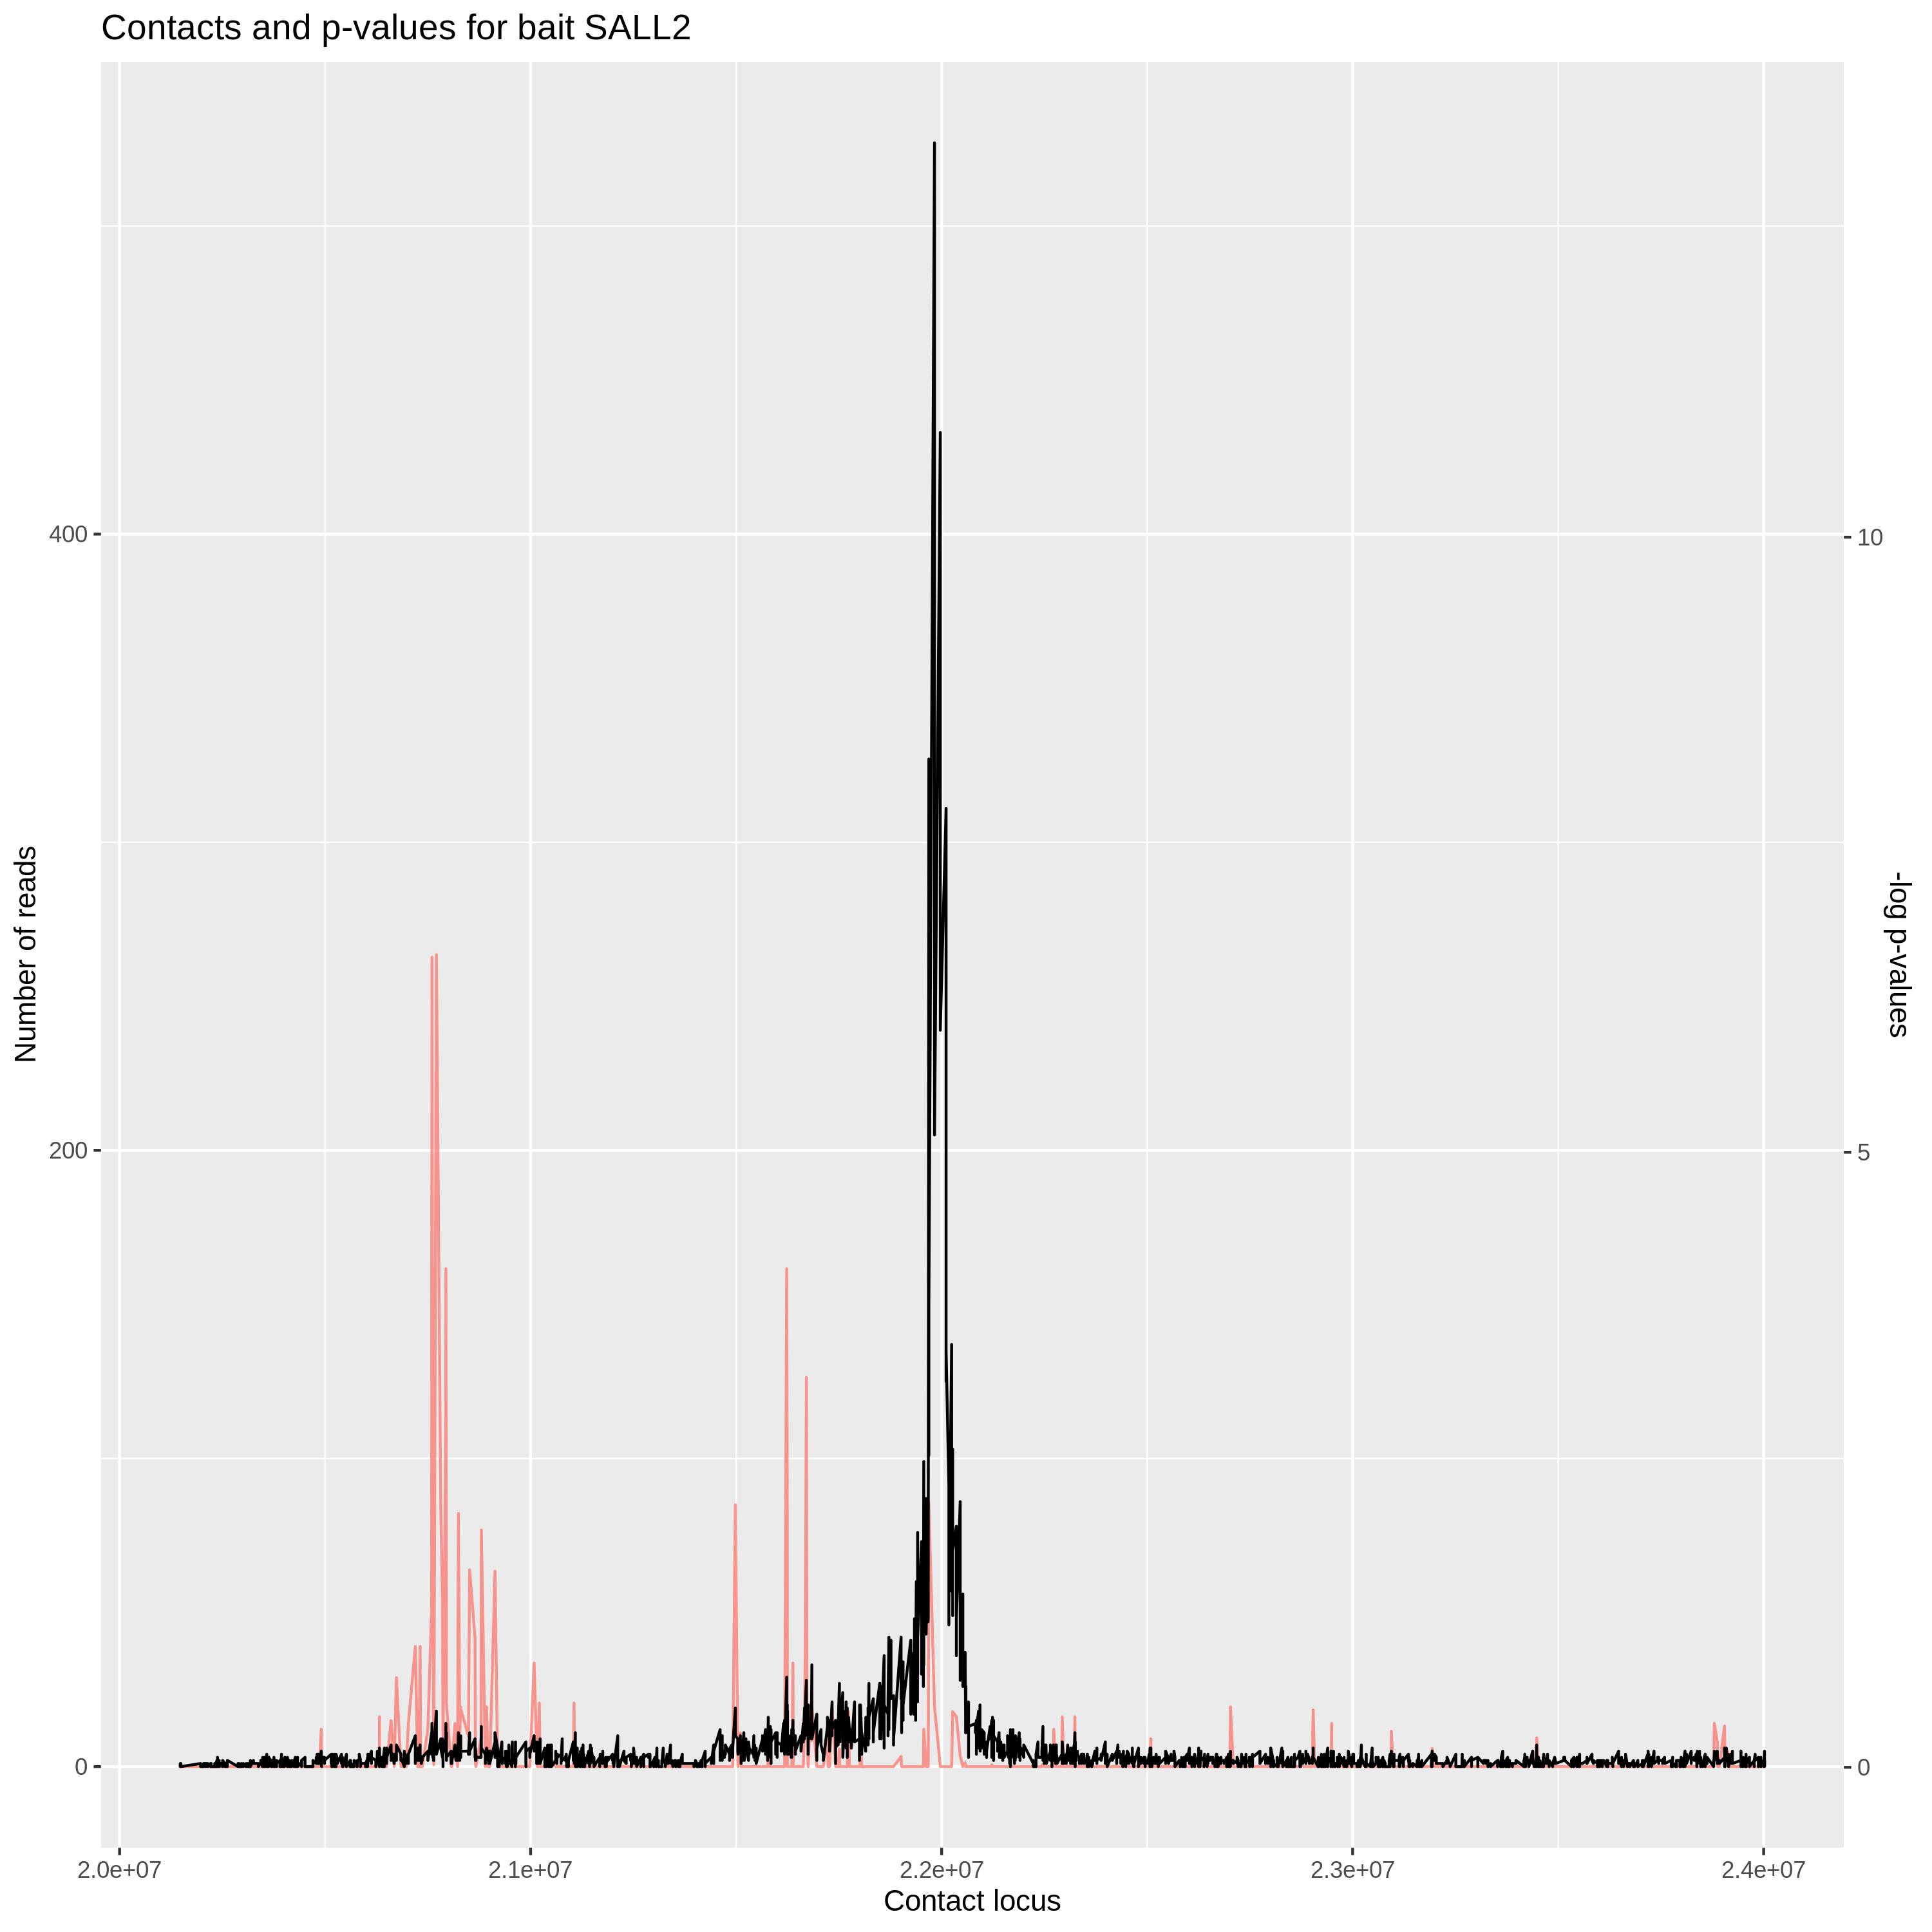 Contacts and p-values for bait SALL2
400
200
0
Number of reads
10
5
0
-log p-values
2.0e+07 2.1e+07 2.2e+07 2.3e+07 2.4e+07
Contact locus